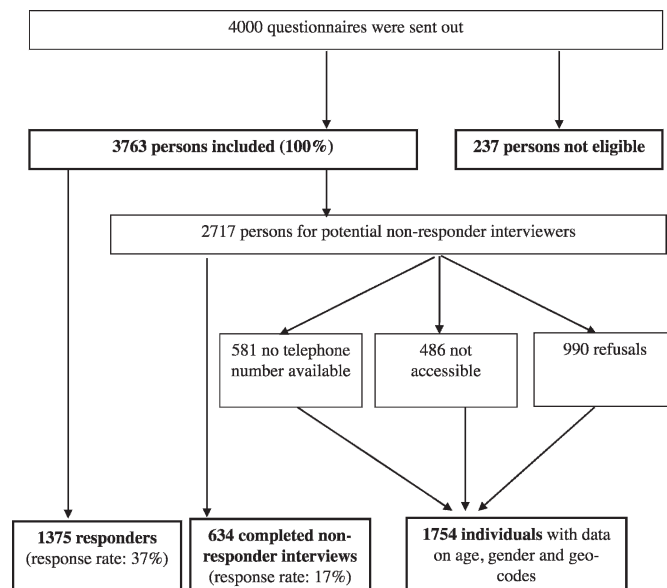 4000 questionnaires were sent out
3763 persons included (100%)
237 persons not eligible
2717 persons for potential non-responder interviewers
581 no telephone
number available
486 not
accessible
990 refusals
1375 responders
(response rate: 37%)
634 completed non-
responder interviews
(response rate: 17%)
1754 individuals with data
on age, gender and geo-
codes